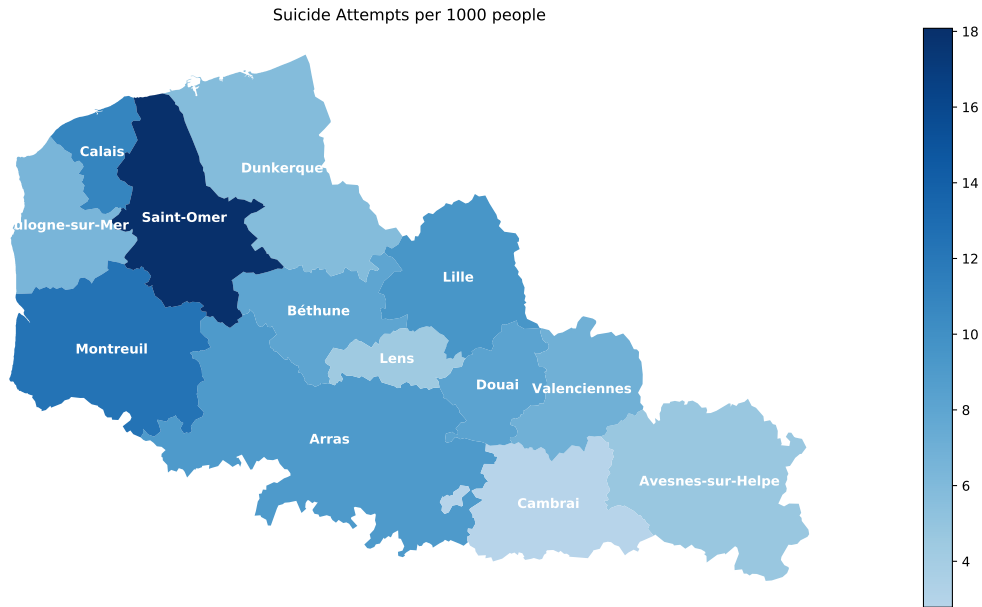 Suicide Attempts per 1000 people
18
Calais
16
Dunkerque
14
ulogne-sur-Mer
Saint-Omer
12
Lille
Béthune
10
Montreuil
Lens
Douai
Valenciennes
8
Arras
6
Avesnes-sur-Helpe
Cambrai
4